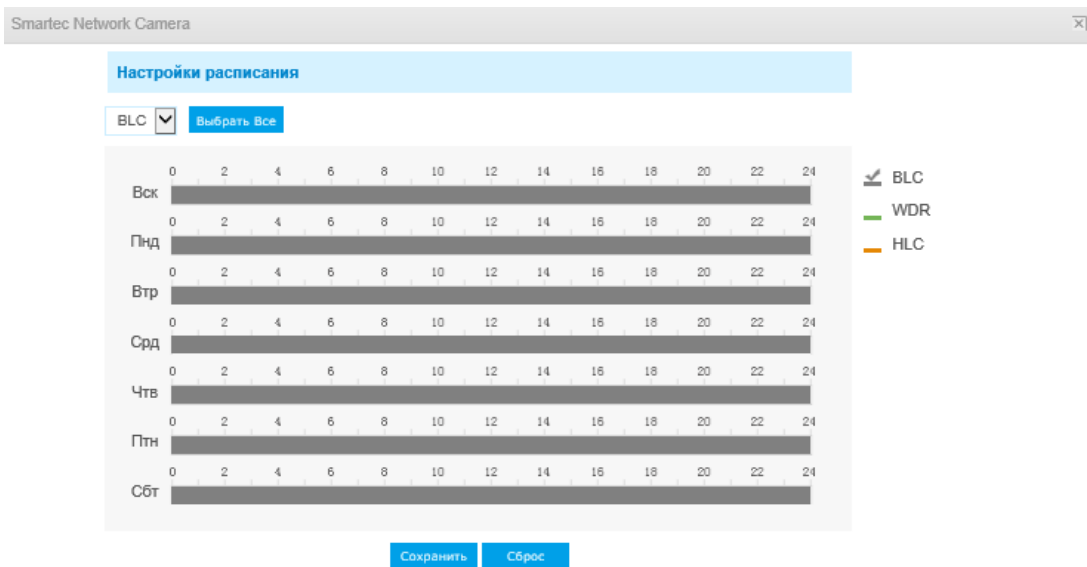 Smartec Network Camera
Настройки расписания
BLC Выбрать Все
0 2 4 6 8 10 12 14 16 18 20 22 24
Вск
BLC
WDR
0 2 4 6 8 10 12 14 16 18 20 22 24
Пнд
HLC
0 2 4 6 8 10 12 14 16 18 20 22 24
Втр
0 2 4 6 8 10 12 14 16 18 20 22 24
Срд
0 2 4 6 8 10 12 14 16 18 20 22 24
Чтв
0 2 4 6 8 10 12 14 16 18 20 22 24
Птн
0 2 4 6 8 10 12 14 16 18 20 22 24
Сбт
Сохранить Сброс